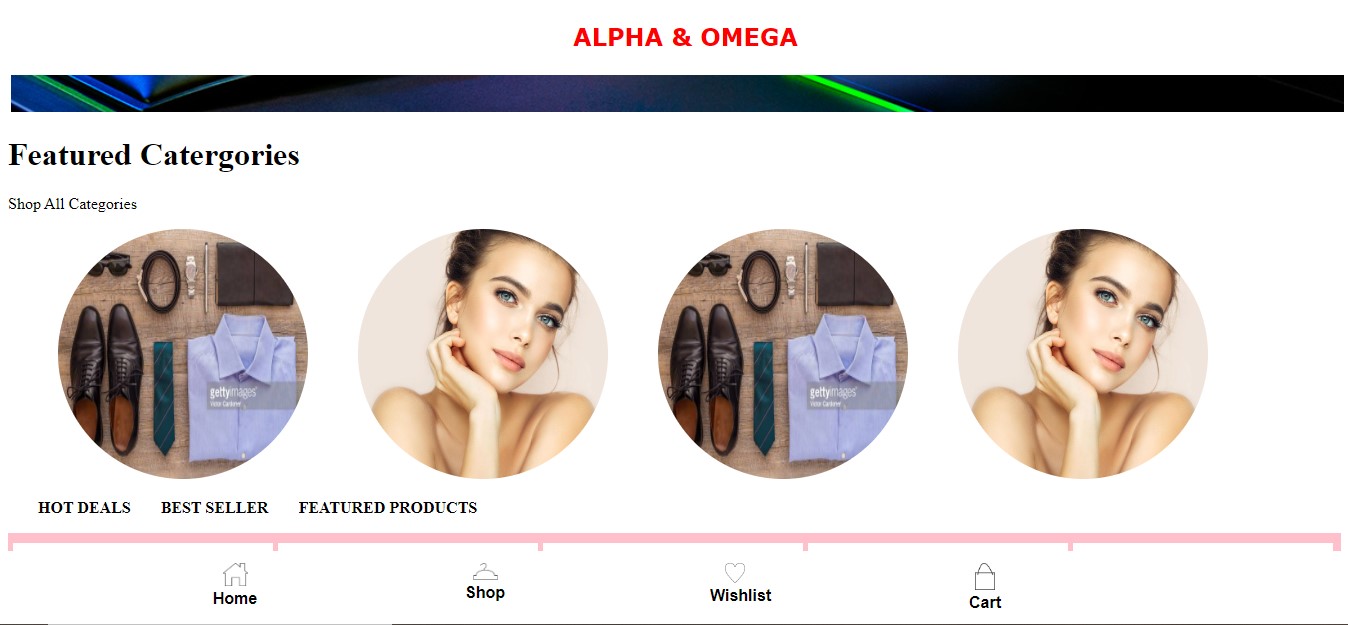 ALPHA & OMEGA
Featured Catergories
Shop All Categories
gettyimages
gettyimages
HOT DEALS BEST SELLER FEATURED PRODUCTS
Home Shop Wishlist Cart